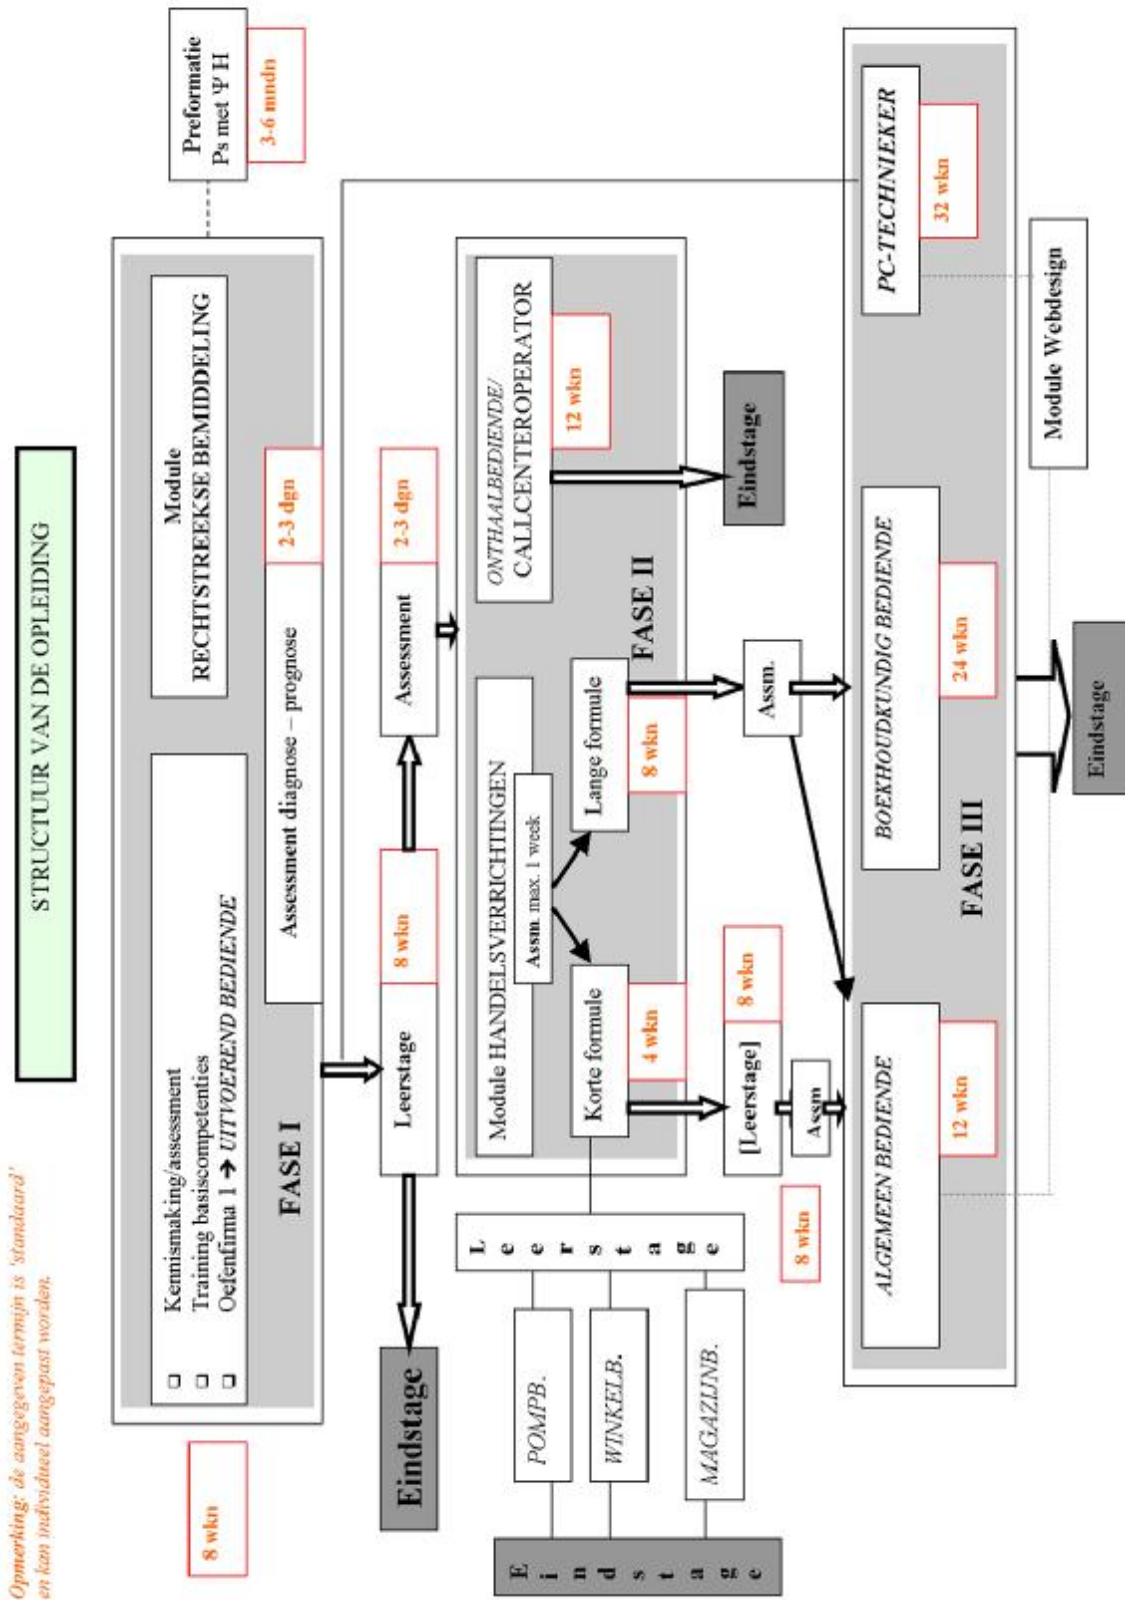 Opmerking: de aangegeven termijn is 'standaard'
en kan individueel aangepast worden.
STRUCTUUR VAN DE OPLEIDING
8 wkn
❑ Kennismaking/assessment
❑ Training basiscompetenties
❑ Oefenfirma 1 ➔ UITVOEREND BEDIENDE
Module
RECHTSTREEKSE BEMIDDELING
Preformatie
Ps met Ψ H
3-6 mndn
FASE I
Assessment diagnose – prognose
2-3 dgn
Eindstage
Leerstage
8 wkn
Assessment
2-3 dgn
Module HANDELSVERRICHTINGEN
Assm. max. 1 week
Korte formule
4 wkn
Lange formule
8 wkn
FASE II
ONTHAALBEDIENDE/
CALLCENTEROPERATOR
12 wkn
Eindstage
Leerstage
POMPB.
WINKELB.
MAGAZIJNB.
Eindstage
[Leerstage]
8 wkn
Assm
8 wkn
Assm.
ALGEMEEN BEDIENDE
12 wkn
BOEKHOUDKUNDIG BEDIENDE
24 wkn
PC-TECHNIEKER
32 wkn
FASE III
Module Webdesign
Eindstage